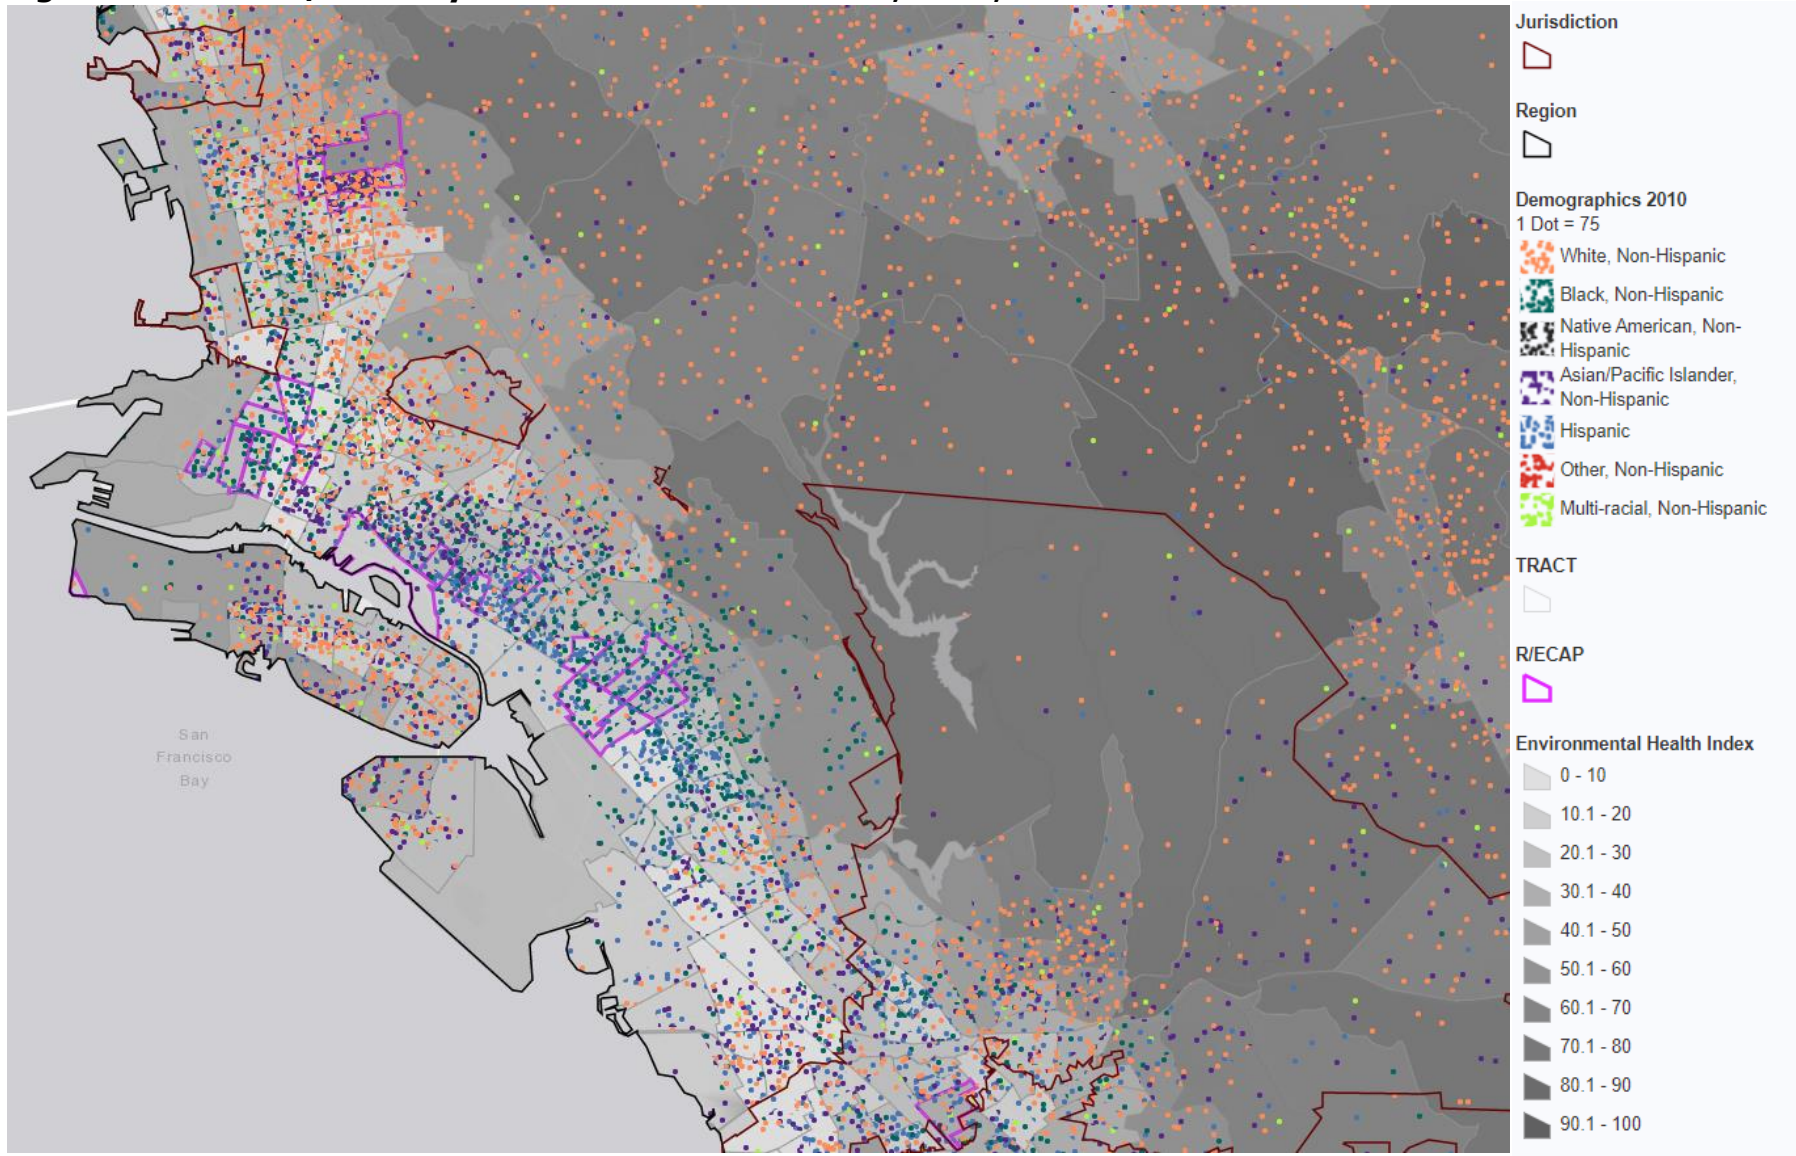 Jurisdiction
Region
Demographics 2010
1 Dot = 75
White, Non-Hispanic
Black, Non-Hispanic
Native American, Non-
Hispanic
Asian/Pacific Islander,
Non-Hispanic
Hispanic
Other, Non-Hispanic
Multi-racial, Non-Hispanic
TRACT
R/ECAP
San
Francisco
Bay
Environmental Health Index
0 - 10
10.1 - 20
20.1 - 30
30.1 - 40
40.1 - 50
50.1 - 60
60.1 - 70
70.1 - 80
80.1 - 90
90.1 - 100